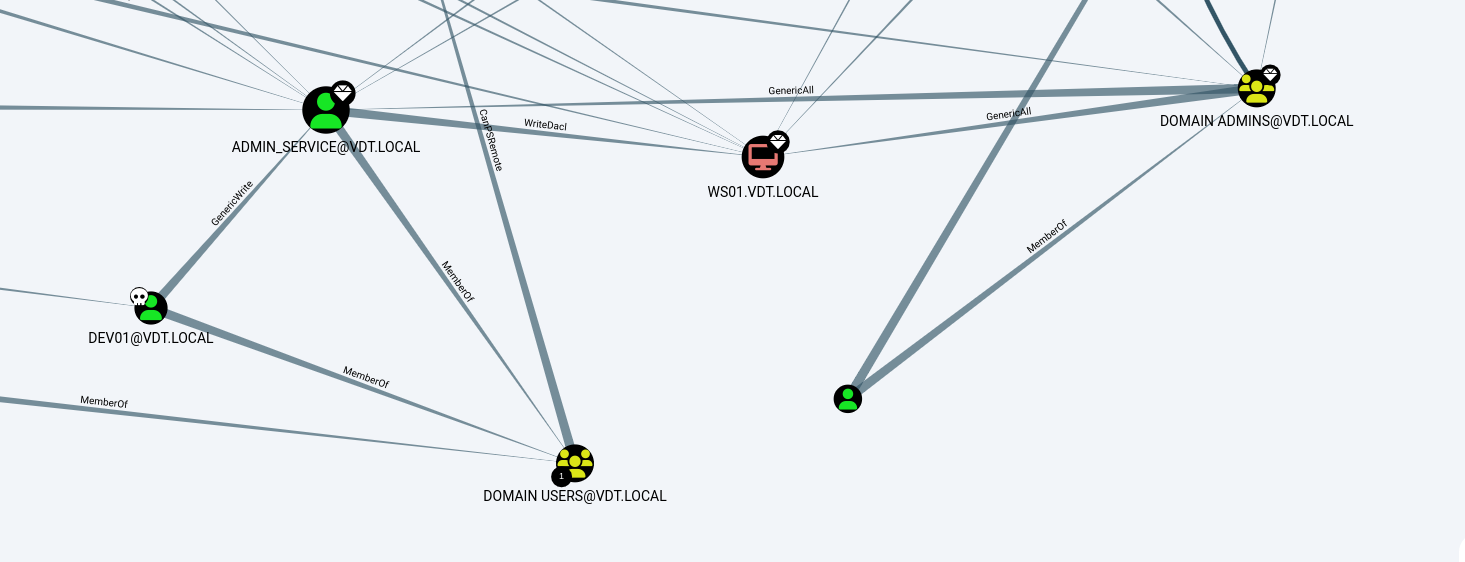 GenericAll
CanPSRemote
GenericAll
WriteDacl
DOMAIN ADMINS@VDT.LOCAL
ADMIN_SERVICE@VDT.LOCAL
WS01.VDT.LOCAL
GenericWrite
MemberOf
MemberOf
DEV01@VDT.LOCAL
MemberOf
MemberOf
1
DOMAIN USERS@VDT.LOCAL